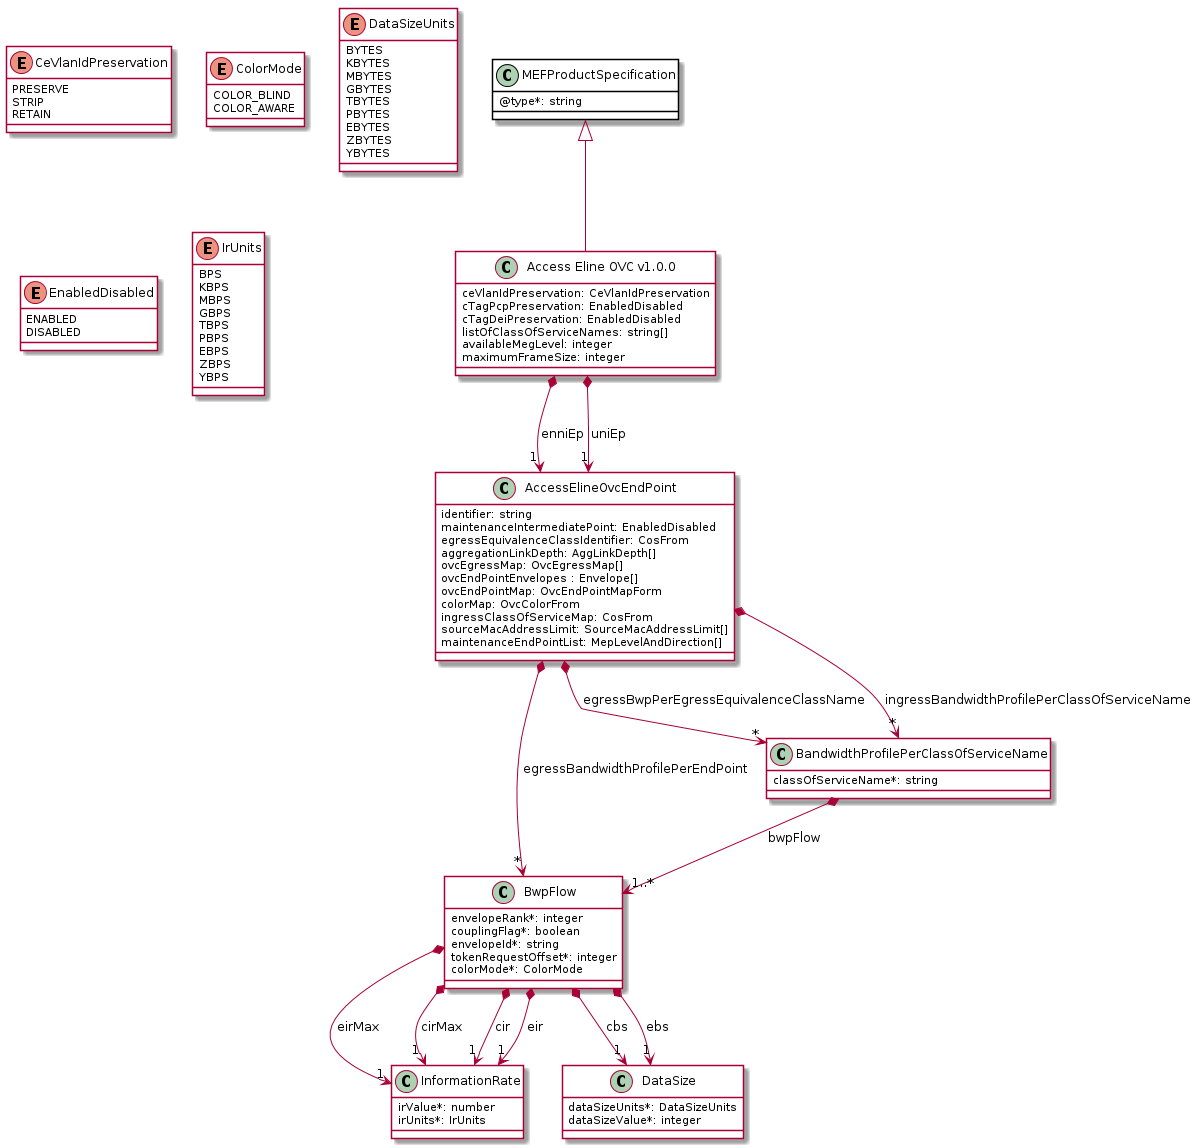 E CeVlanIdPreservation
PRESERVE
STRIP
RETAIN
E ColorMode
COLOR_BLIND
COLOR_AWARE
E DataSizeUnits
BYTES
KBYTES
MBYTES
GBYTES
TBYTES
PBYTES
EBYTES
ZBYTES
YBYTES
C MEFProductSpecification
@type*: string
E EnabledDisabled
ENABLED
DISABLED
E IrUnits
BPS
KBPS
MBPS
GBPS
TBPS
PBPS
EBPS
ZBPS
YBPS
C Access Eline OVC v1.0.0
ceVlanIdPreservation: CeVlanIdPreservation
cTagPcpPreservation: EnabledDisabled
cTagDeiPreservation: EnabledDisabled
listOfClassOfServiceNames: string[]
availableMegLevel: integer
maximumFrameSize: integer
enniEp
uniEp
1
1
C AccessElineOvcEndPoint
identifier: string
maintenanceIntermediatePoint: EnabledDisabled
egressEquivalenceClassIdentifier: CosFrom
aggregationLinkDepth: AggLinkDepth[]
ovcEgressMap: OvcEgressMap[]
ovcEndPointEnvelopes : Envelope[]
ovcEndPointMap: OvcEndPointMapForm
colorMap: OvcColorFrom
ingressClassOfServiceMap: CosFrom
sourceMacAddressLimit: SourceMacAddressLimit[]
maintenanceEndPointList: MepLevelAndDirection[]
egressBwpPerEgressEquivalenceClassName
ingressBandwidthProfilePerClassOfServiceName
*
*
egressBandwidthProfilePerEndPoint
C BandwidthProfilePerClassOfServiceName
classOfServiceName*: string
bwpFlow
*
1..*
C BwpFlow
envelopeRank*: integer
couplingFlag*: boolean
envelopeId*: string
tokenRequestOffset*: integer
colorMode*: ColorMode
eirMax
cirMax
cir
eir
cbs
ebs
1
1
1
1
1
1
C InformationRate
irValue*: number
irUnits*: IrUnits
C DataSize
dataSizeUnits*: DataSizeUnits
dataSizeValue*: integer